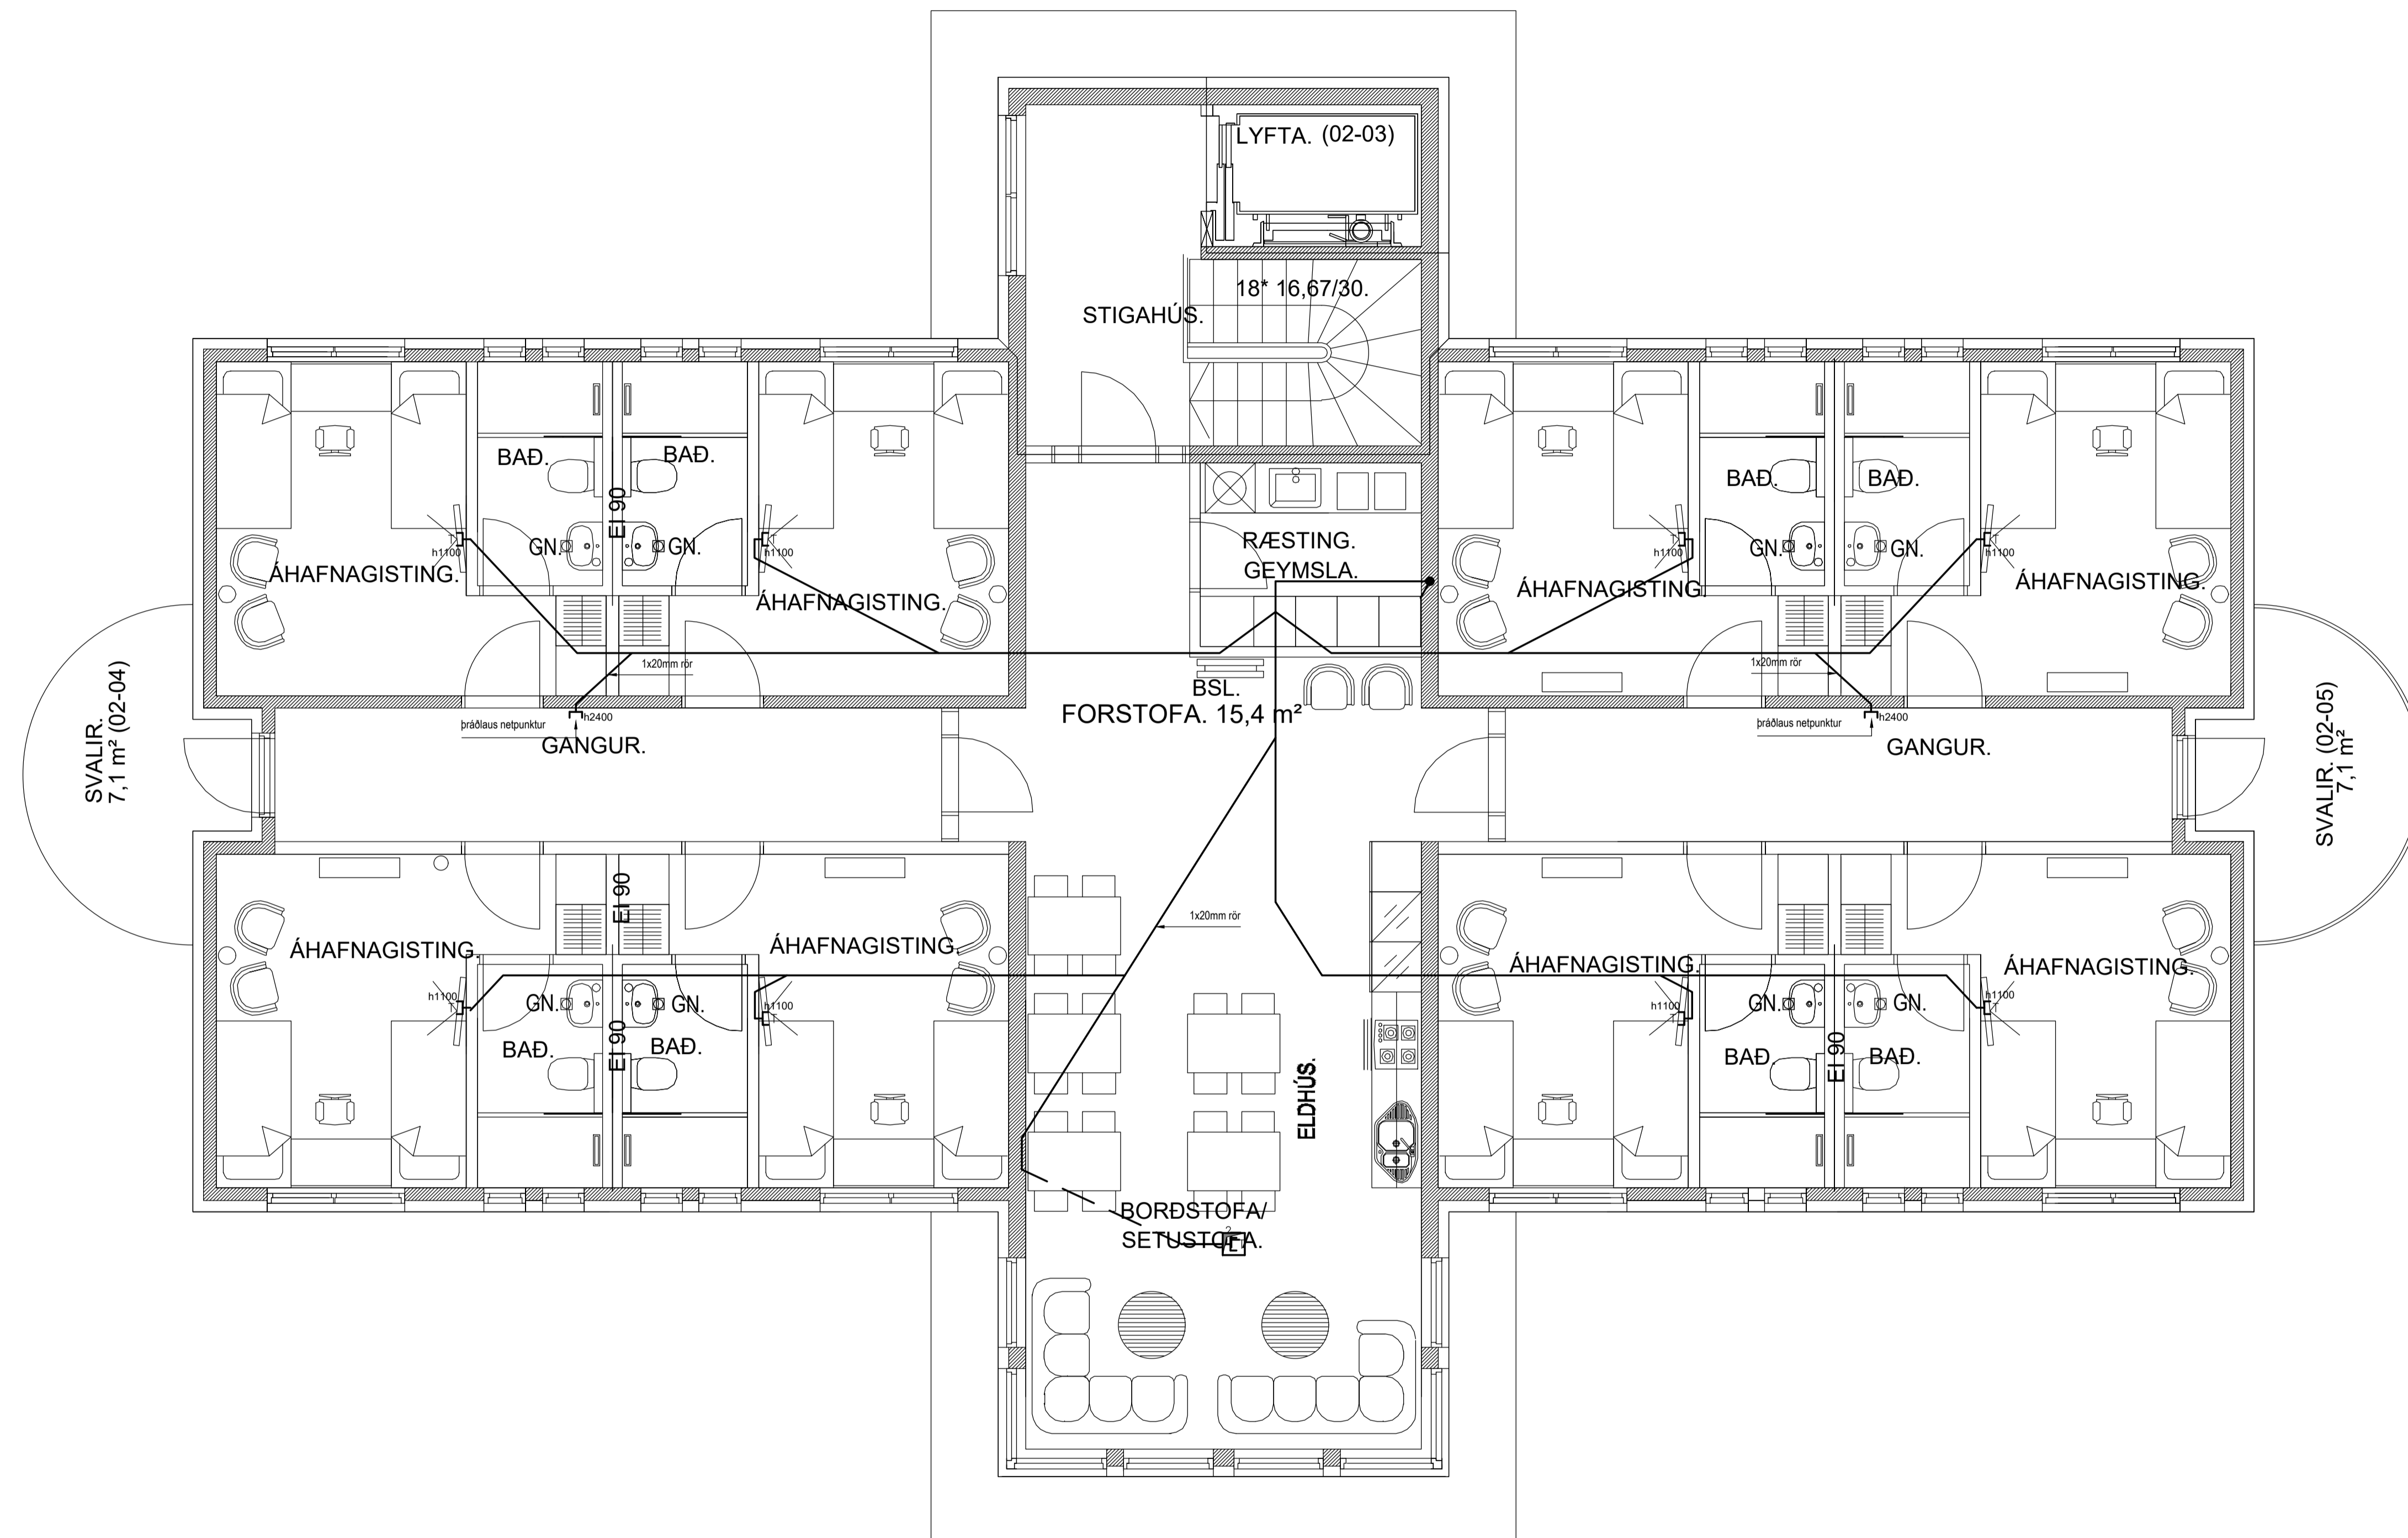 LYFTA. (02-03)
18* 16,67/30.
STIGAHÚS.
BAÐ.
BAÐ.
EI 90
GN.
GN.
h1100
h1100
ÁHAFNAGISTING.
ÁHAFNAGISTING.
RÆSTING.
GEYMSLA.
BAÐ.
BAÐ.
GN.
GN.
h1100
h1100
ÁHAFNAGISTING.
ÁHAFNAGISTING.
1x20mm rör
1x20mm rör
BSL.
FORSTOFA. 15,4 m²
þráðlaus netpunktur
h2400
GANGUR.
þráðlaus netpunktur
h2400
GANGUR.
SVALIR.
7,1 m² (02-04)
SVALIR. (02-05)
7,1 m²
EI 90
1x20mm rör
ÁHAFNAGISTING.
ÁHAFNAGISTING.
h1100
h1100
GN.
GN.
BAÐ.
BAÐ.
EI 90
ÁHAFNAGISTING.
ÁHAFNAGISTING.
h1100
h1100
GN.
GN.
BAÐ.
BAÐ.
EI 90
ELDHÚS.
BORÐSTOFA/
SETUSTOFA.
2